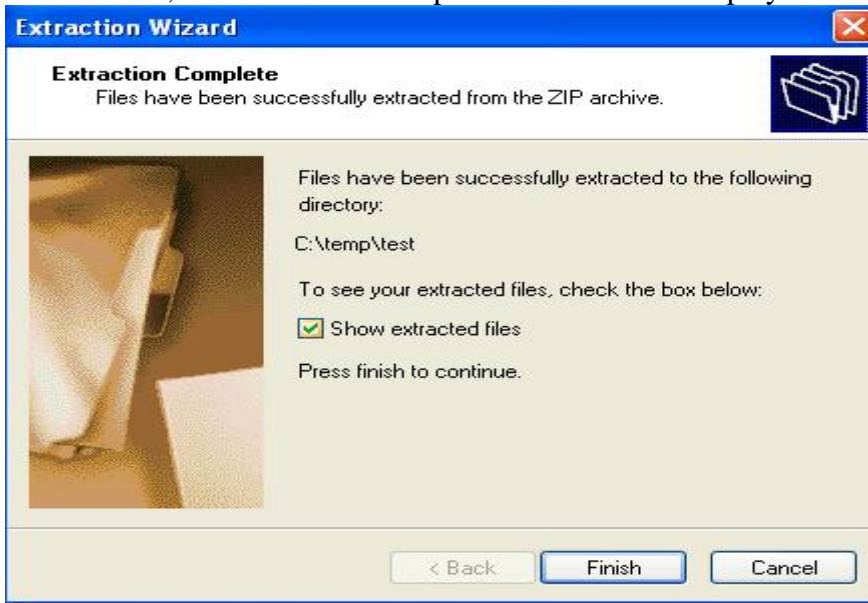 Extraction Wizard
Extraction Complete
Files have been successfully extracted from the ZIP archive.
Files have been successfully extracted to the following
directory:
C:\temp\test
To see your extracted files, check the box below:
Show extracted files
Press finish to continue.
< Back Finish Cancel